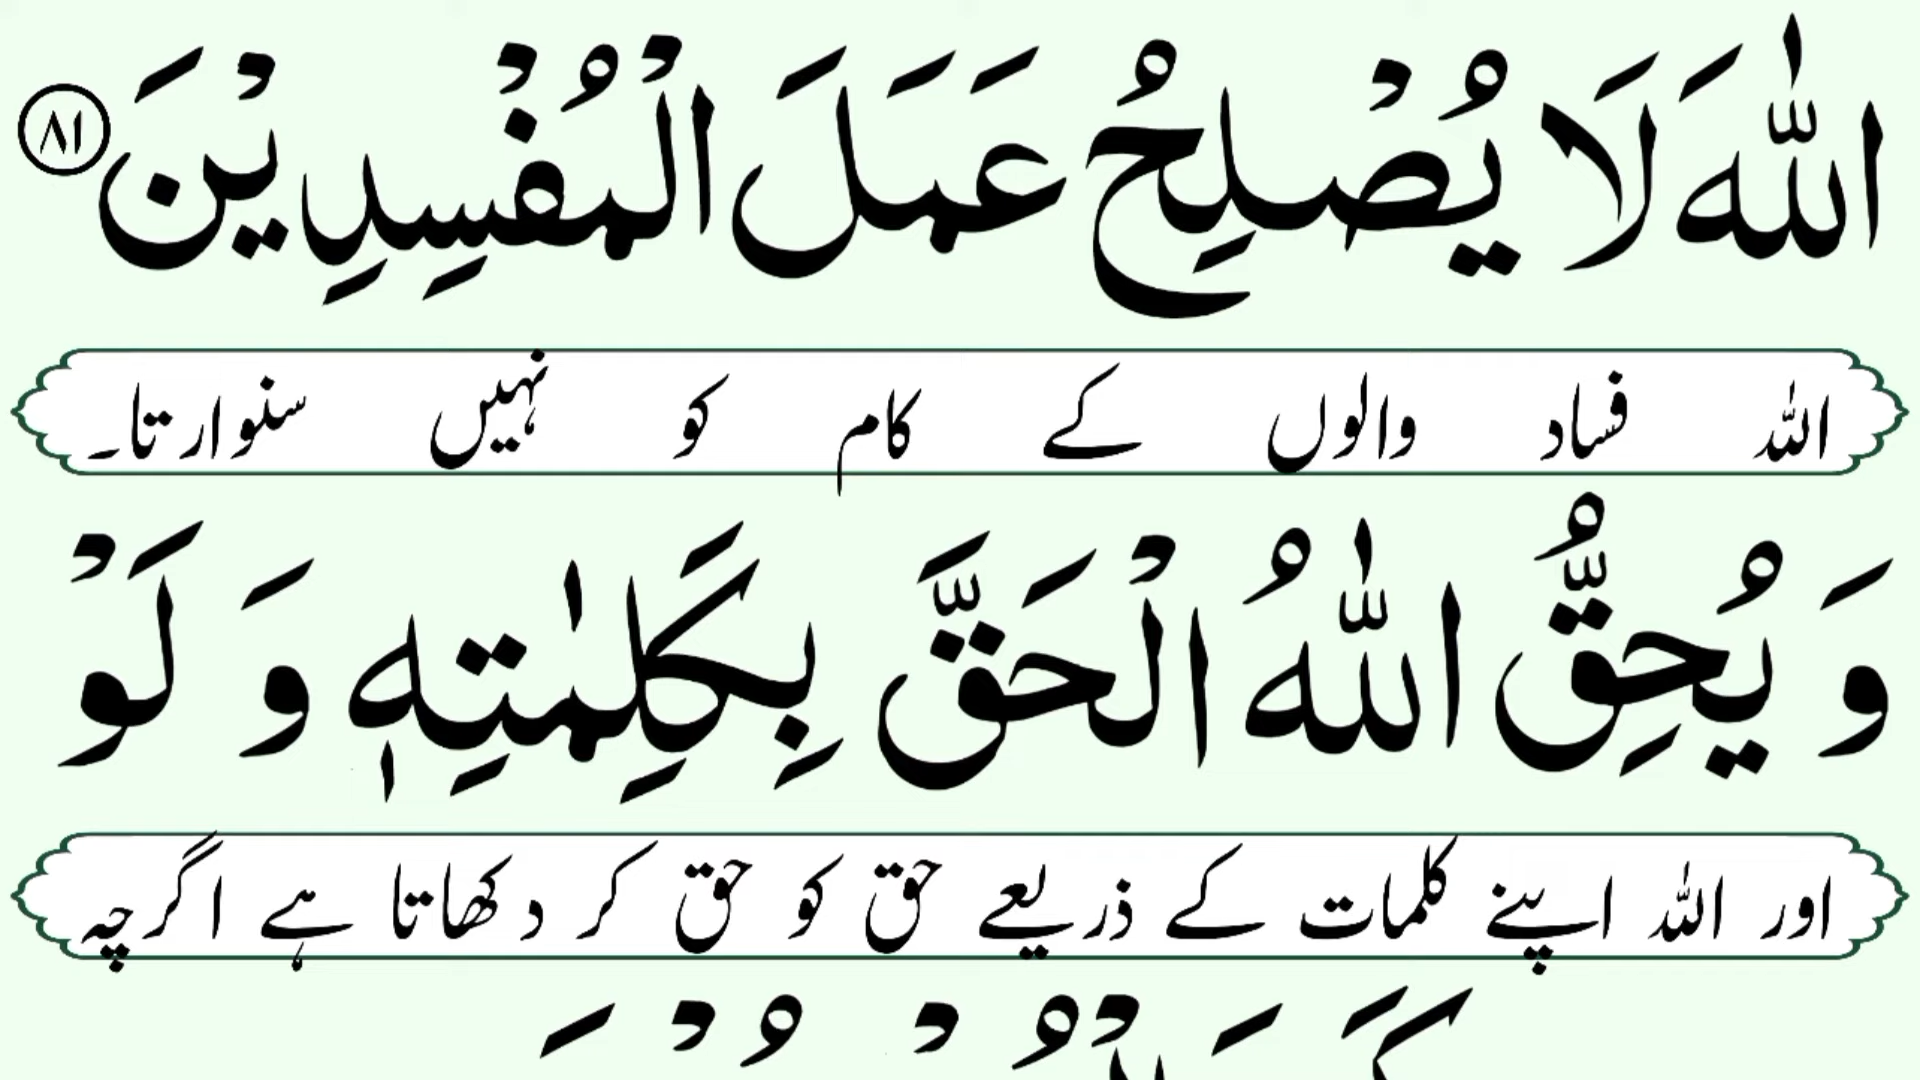 اللّٰهَ لَا يُصْلِحُ عَمَلَ الْمُفْسِدِيْنَ ۸۱
اللہ فساد والوں کے کام کو نہیں سنوارتا۔
وَ يُحِقُّ اللّٰهُ الْحَقَّ بِكَلِمٰتِهٖ وَ لَوْ
اور اللہ اپنے کلمات کے ذریعے حق کو حق کر دکھاتا ہے اگرچہ